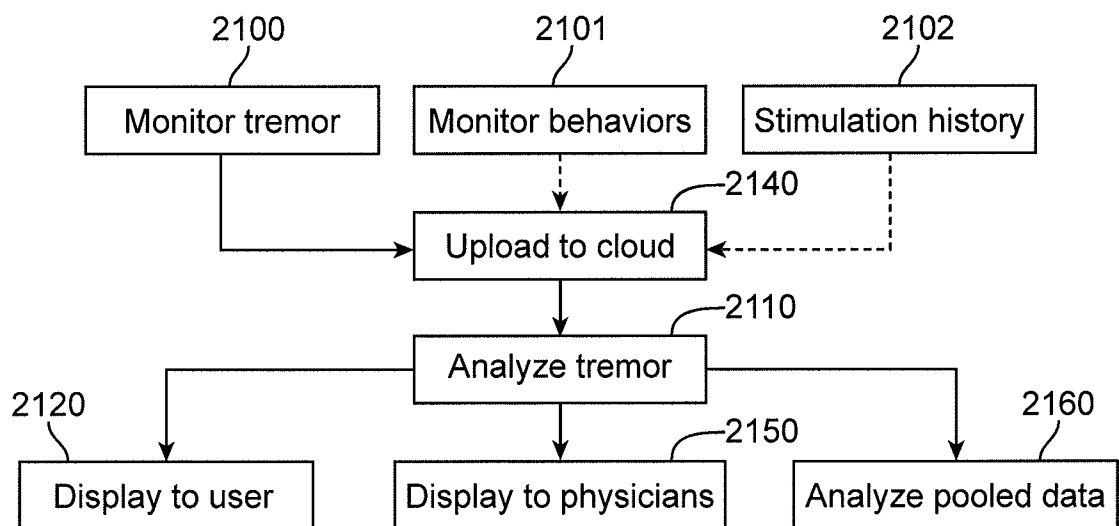 2100
2101
2102
Monitor tremor
Monitor behaviors
Stimulation history
2140
Upload to cloud
2110
Analyze tremor
2120
2150
2160
Display to user
Display to physicians
Analyze pooled data